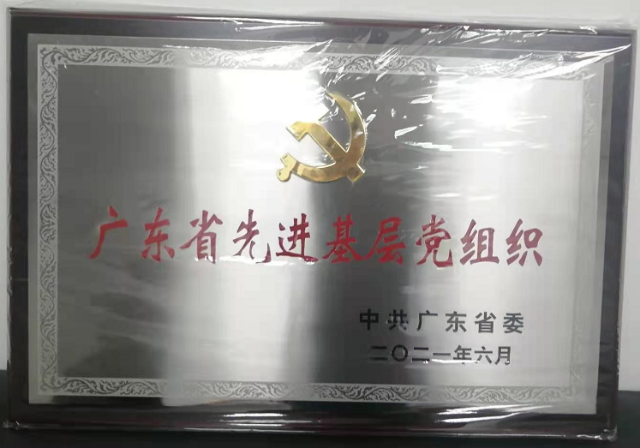 广东省先进基层党组织
中共广东省委
二〇二一年六月